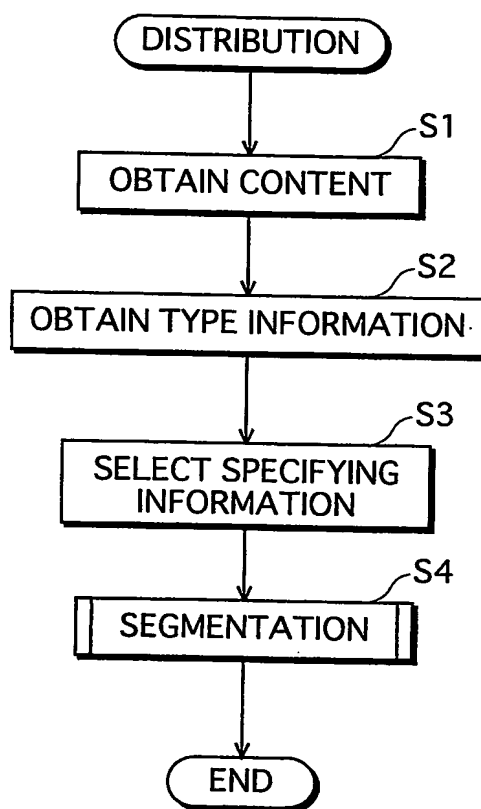 DISTRIBUTION
S1
OBTAIN CONTENT
S2
OBTAIN TYPE INFORMATION
S3
SELECT SPECIFYING
INFORMATION
S4
SEGMENTATION
END